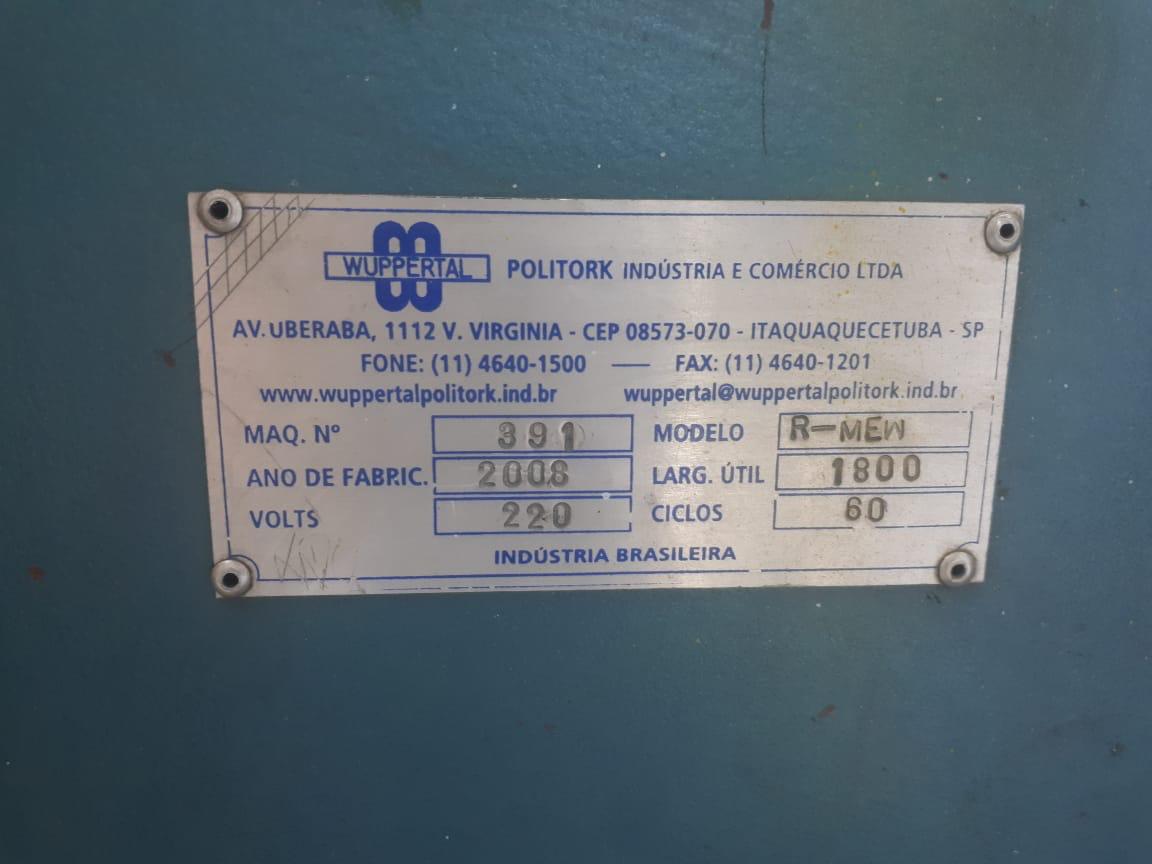 WUPPERTAL POLITORK INDÚSTRIA E COMÉRCIO LTDA
AV. UBERABA, 1112 V. VIRGINIA - CEP 08573-070 - ITAQUAQUECETUBA - SP
FONE: (11) 4640-1500 — FAX: (11) 4640-1201
www.wuppertalpolitork.ind.br wuppertal@wuppertalpolitork.ind.br
MAQ. Nº 391 MODELO R-MEW
ANO DE FABRIC. 2008 LARG. ÚTIL 1800
VOLTS 220 CICLOS 60
INDÚSTRIA BRASILEIRA